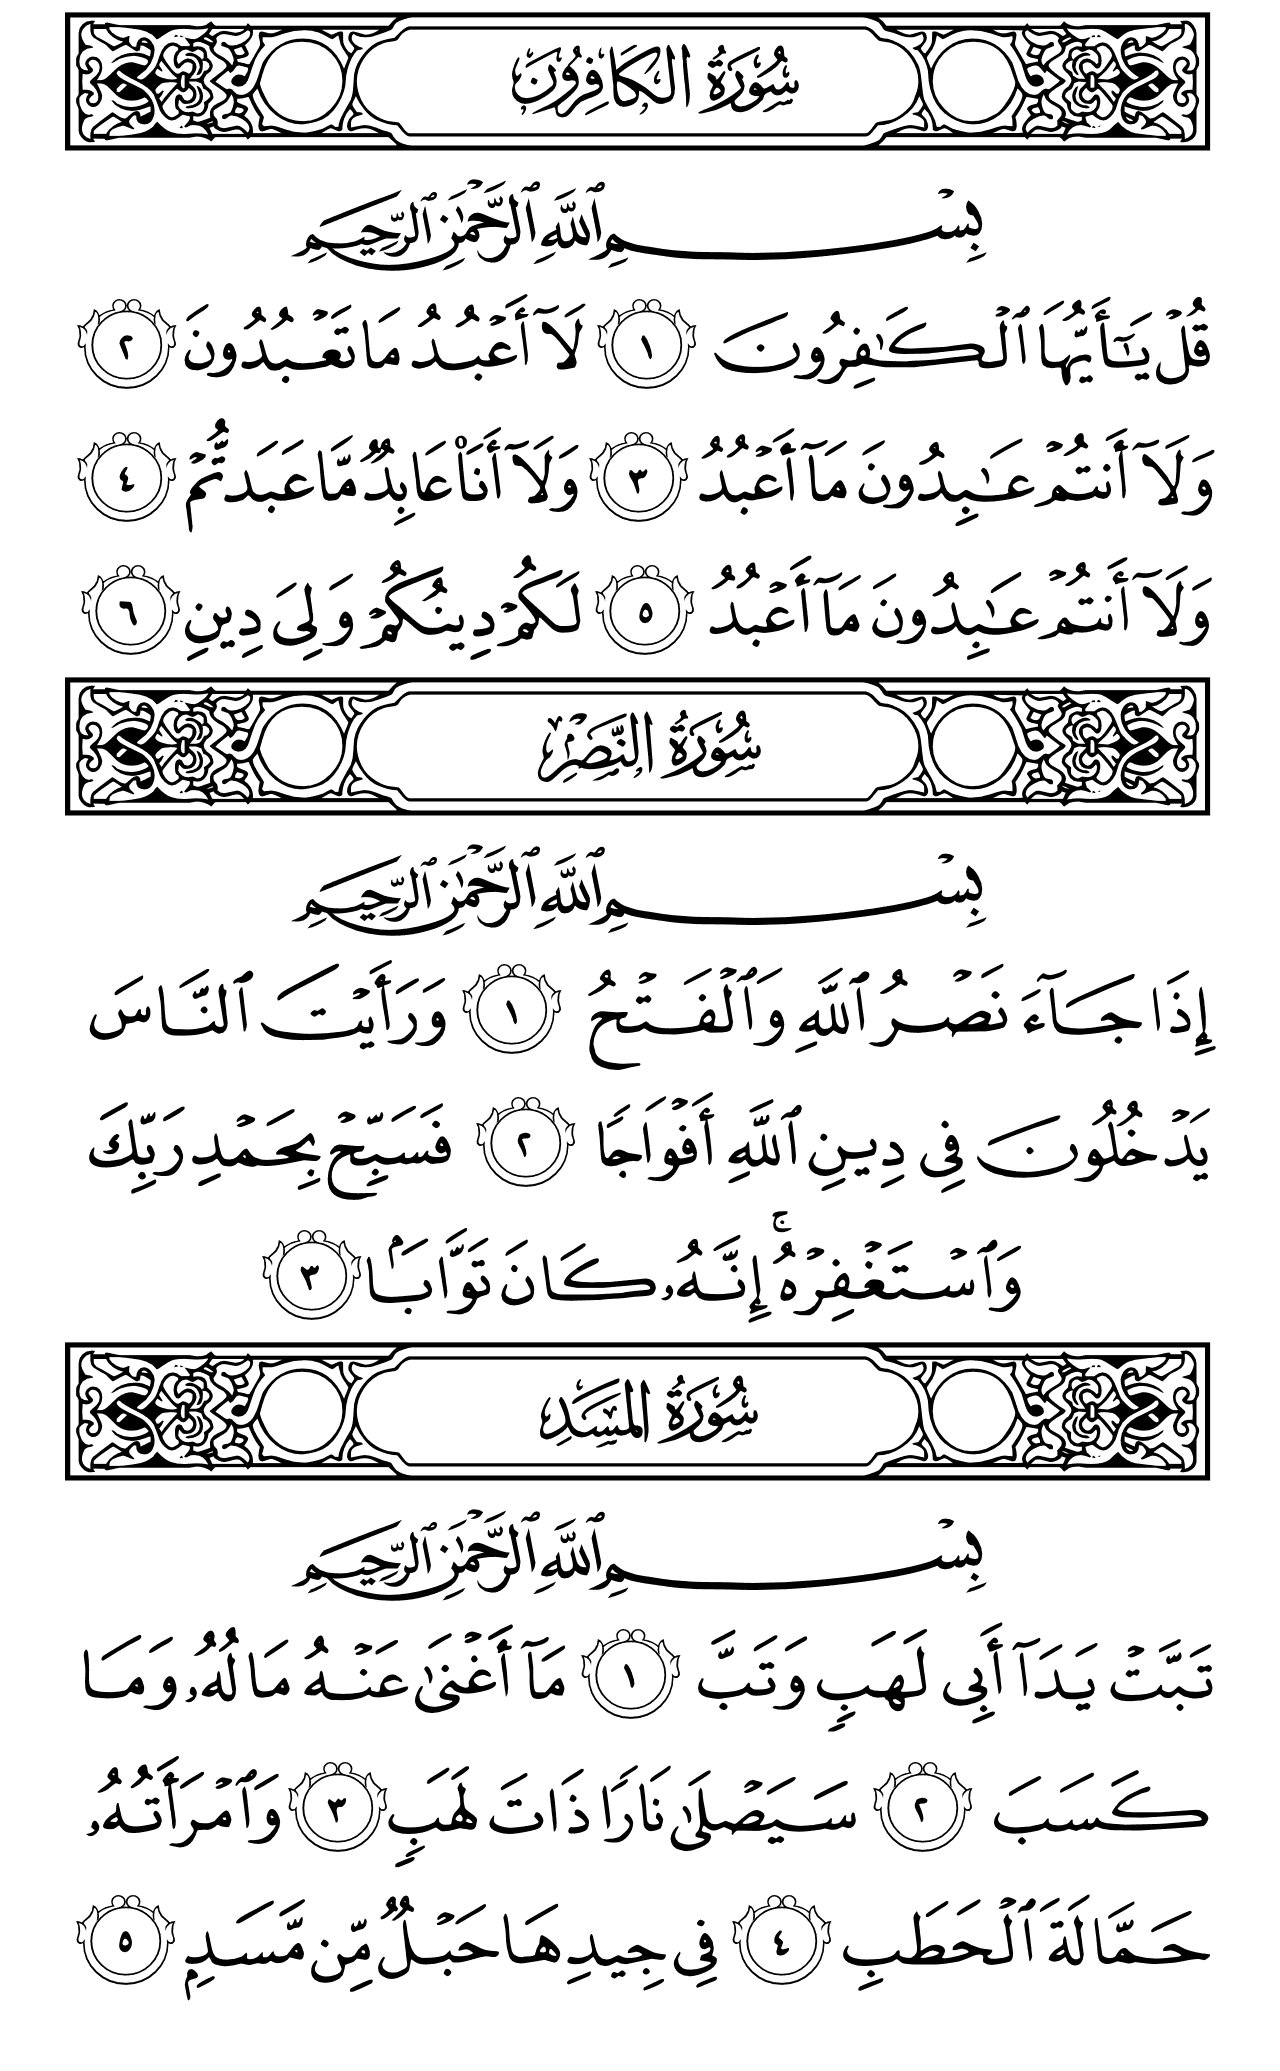 سُورَةُ الكَافِرُونَ
بِسۡمِ ٱللَّهِ ٱلرَّحۡمَٰنِ ٱلرَّحِيمِ
قُلۡ يَٰٓأَيُّهَا ٱلۡكَٰفِرُونَ ١ لَآ أَعۡبُدُ مَا تَعۡبُدُونَ ٢
وَلَآ أَنتُمۡ عَٰبِدُونَ مَآ أَعۡبُدُ ٣ وَلَآ أَنَا۠ عَابِدٞ مَّا عَبَدتُّمۡ ٤
وَلَآ أَنتُمۡ عَٰبِدُونَ مَآ أَعۡبُدُ ٥ لَكُمۡ دِينُكُمۡ وَلِيَ دِينِ ٦
سُورَةُ النَّصۡرِ
بِسۡمِ ٱللَّهِ ٱلرَّحۡمَٰنِ ٱلرَّحِيمِ
إِذَا جَآءَ نَصۡرُ ٱللَّهِ وَٱلۡفَتۡحُ ١ وَرَأَيۡتَ ٱلنَّاسَ
يَدۡخُلُونَ فِي دِينِ ٱللَّهِ أَفۡوَاجٗا ٢ فَسَبِّحۡ بِحَمۡدِ رَبِّكَ
وَٱسۡتَغۡفِرۡهُۚ إِنَّهُۥ كَانَ تَوَّابَۢا ٣
سُورَةُ المَسَدِ
بِسۡمِ ٱللَّهِ ٱلرَّحۡمَٰنِ ٱلرَّحِيمِ
تَبَّتۡ يَدَآ أَبِي لَهَبٖ وَتَبَّ ١ مَآ أَغۡنَىٰ عَنۡهُ مَالُهُۥ وَمَا
كَسَبَ ٢ سَيَصۡلَىٰ نَارٗا ذَاتَ لَهَبٖ ٣ وَٱمۡرَأَتُهُۥ
حَمَّالَةَ ٱلۡحَطَبِ ٤ فِي جِيدِهَا حَبۡلٞ مِّن مَّسَدِۭ ٥